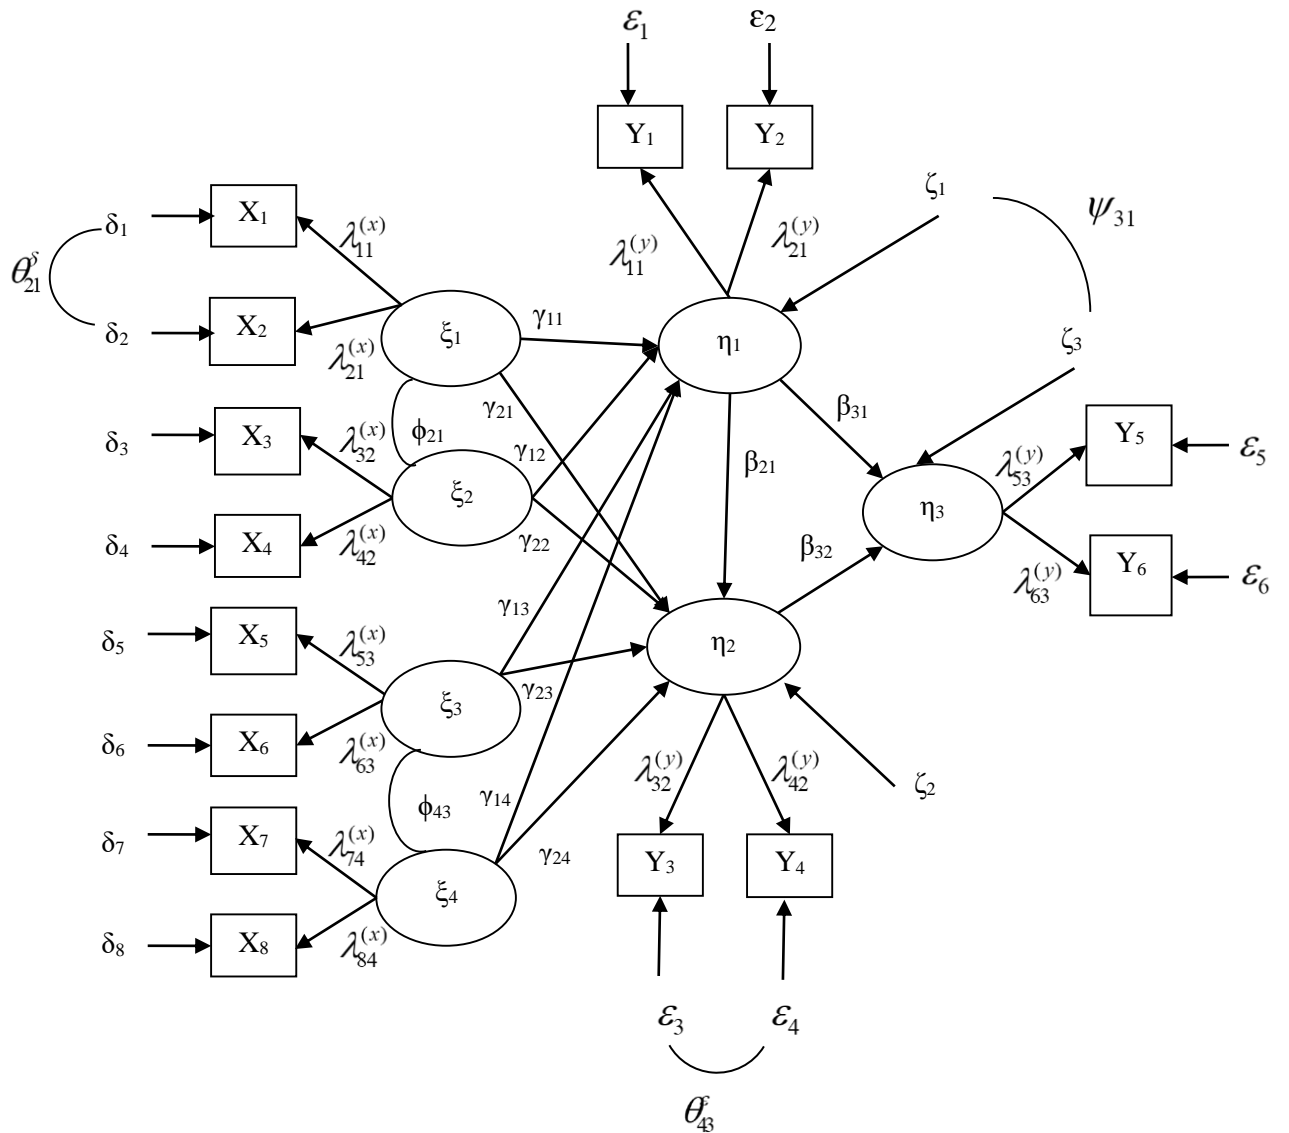 ε1 ε2
Y1 Y2
ζ1
ψ31
δ1 X1 λ11(x)
θ21δ
λ11(y) λ21(y)
δ2 X2 λ21(x)
ξ1 γ11 η1 ζ3
δ3 X3 λ32(x)
ϕ21 γ21 β31
γ12 β21 λ53(y) Y5 ε5
ξ2 η3
δ4 X4 λ42(x)
γ22 β32
λ63(y) Y6 ε6
γ13
δ5 X5 λ53(x)
η2
ξ3 γ23
δ6 X6 λ63(x)
λ32(y) λ42(y) ζ2
ϕ43 γ14
δ7 X7 λ74(x)
γ24 Y3 Y4
ξ4
δ8 X8 λ84(x)
ε3 ε4
θ43ε